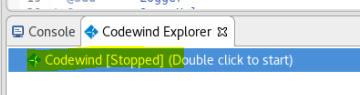 Console Codewind Explorer
Codewind [Stopped] (Double click to start)